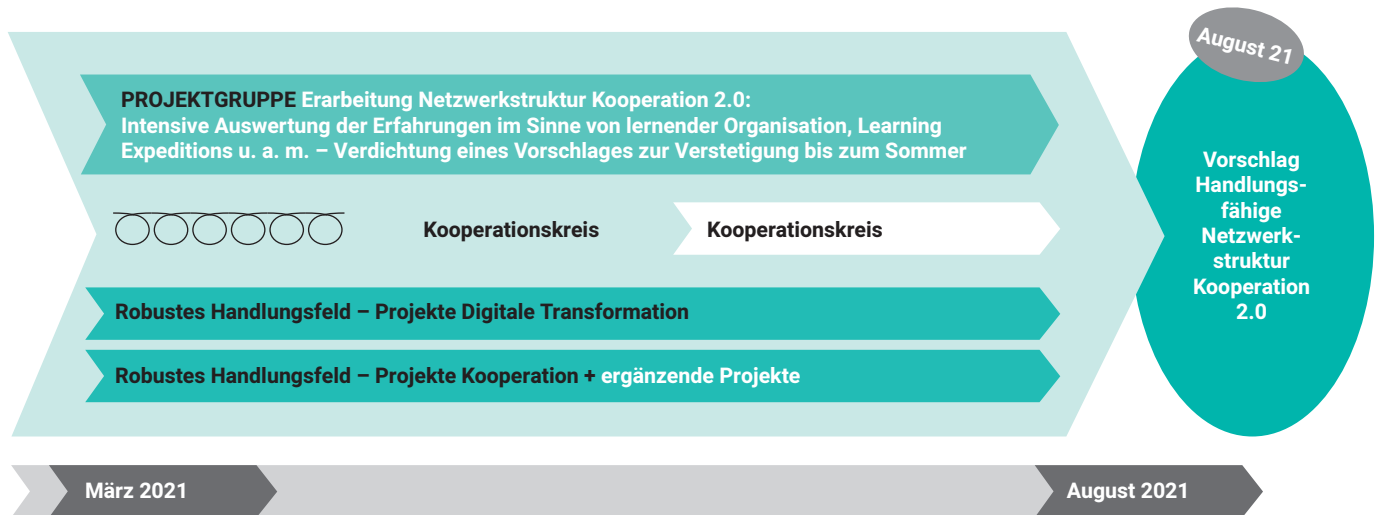 August 21
PROJEKTGRUPPE Erarbeitung Netzwerkstruktur Kooperation 2.0:
Intensive Auswertung der Erfahrungen im Sinne von lernender Organisation, Learning
Expeditions u. a. m. – Verdichtung eines Vorschlages zur Verstetigung bis zum Sommer
Kooperationskreis
Kooperationskreis
Robustes Handlungsfeld – Projekte Digitale Transformation
Robustes Handlungsfeld – Projekte Kooperation + ergänzende Projekte
Vorschlag
Handlungs-
fähige
Netzwerk-
struktur
Kooperation
2.0
März 2021
August 2021